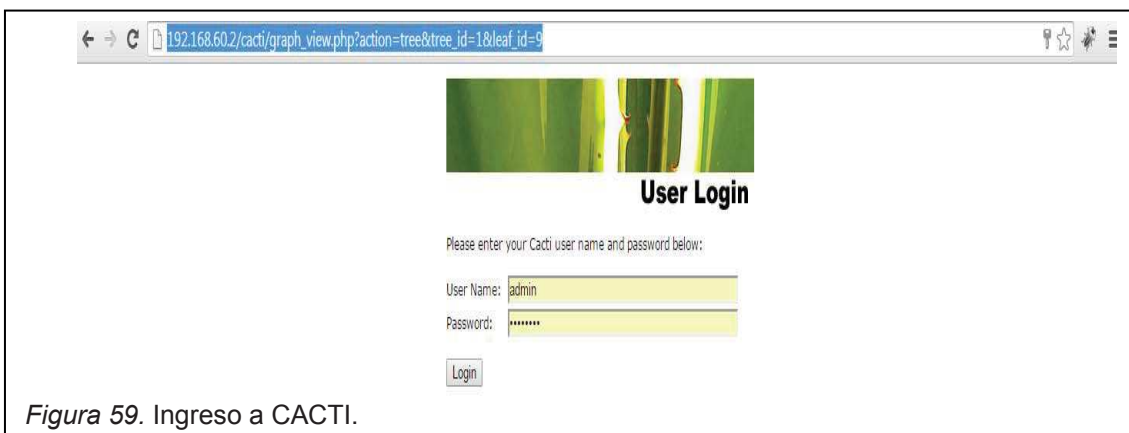 192.168.60.2/cacti/graph_view.php?action=tree&tree_id=1&leaf_id=9
User Login
Please enter your Cacti user name and password below:
User Name: admin
Password: ••••••••
Login
Figura 59. Ingreso a CACTI.